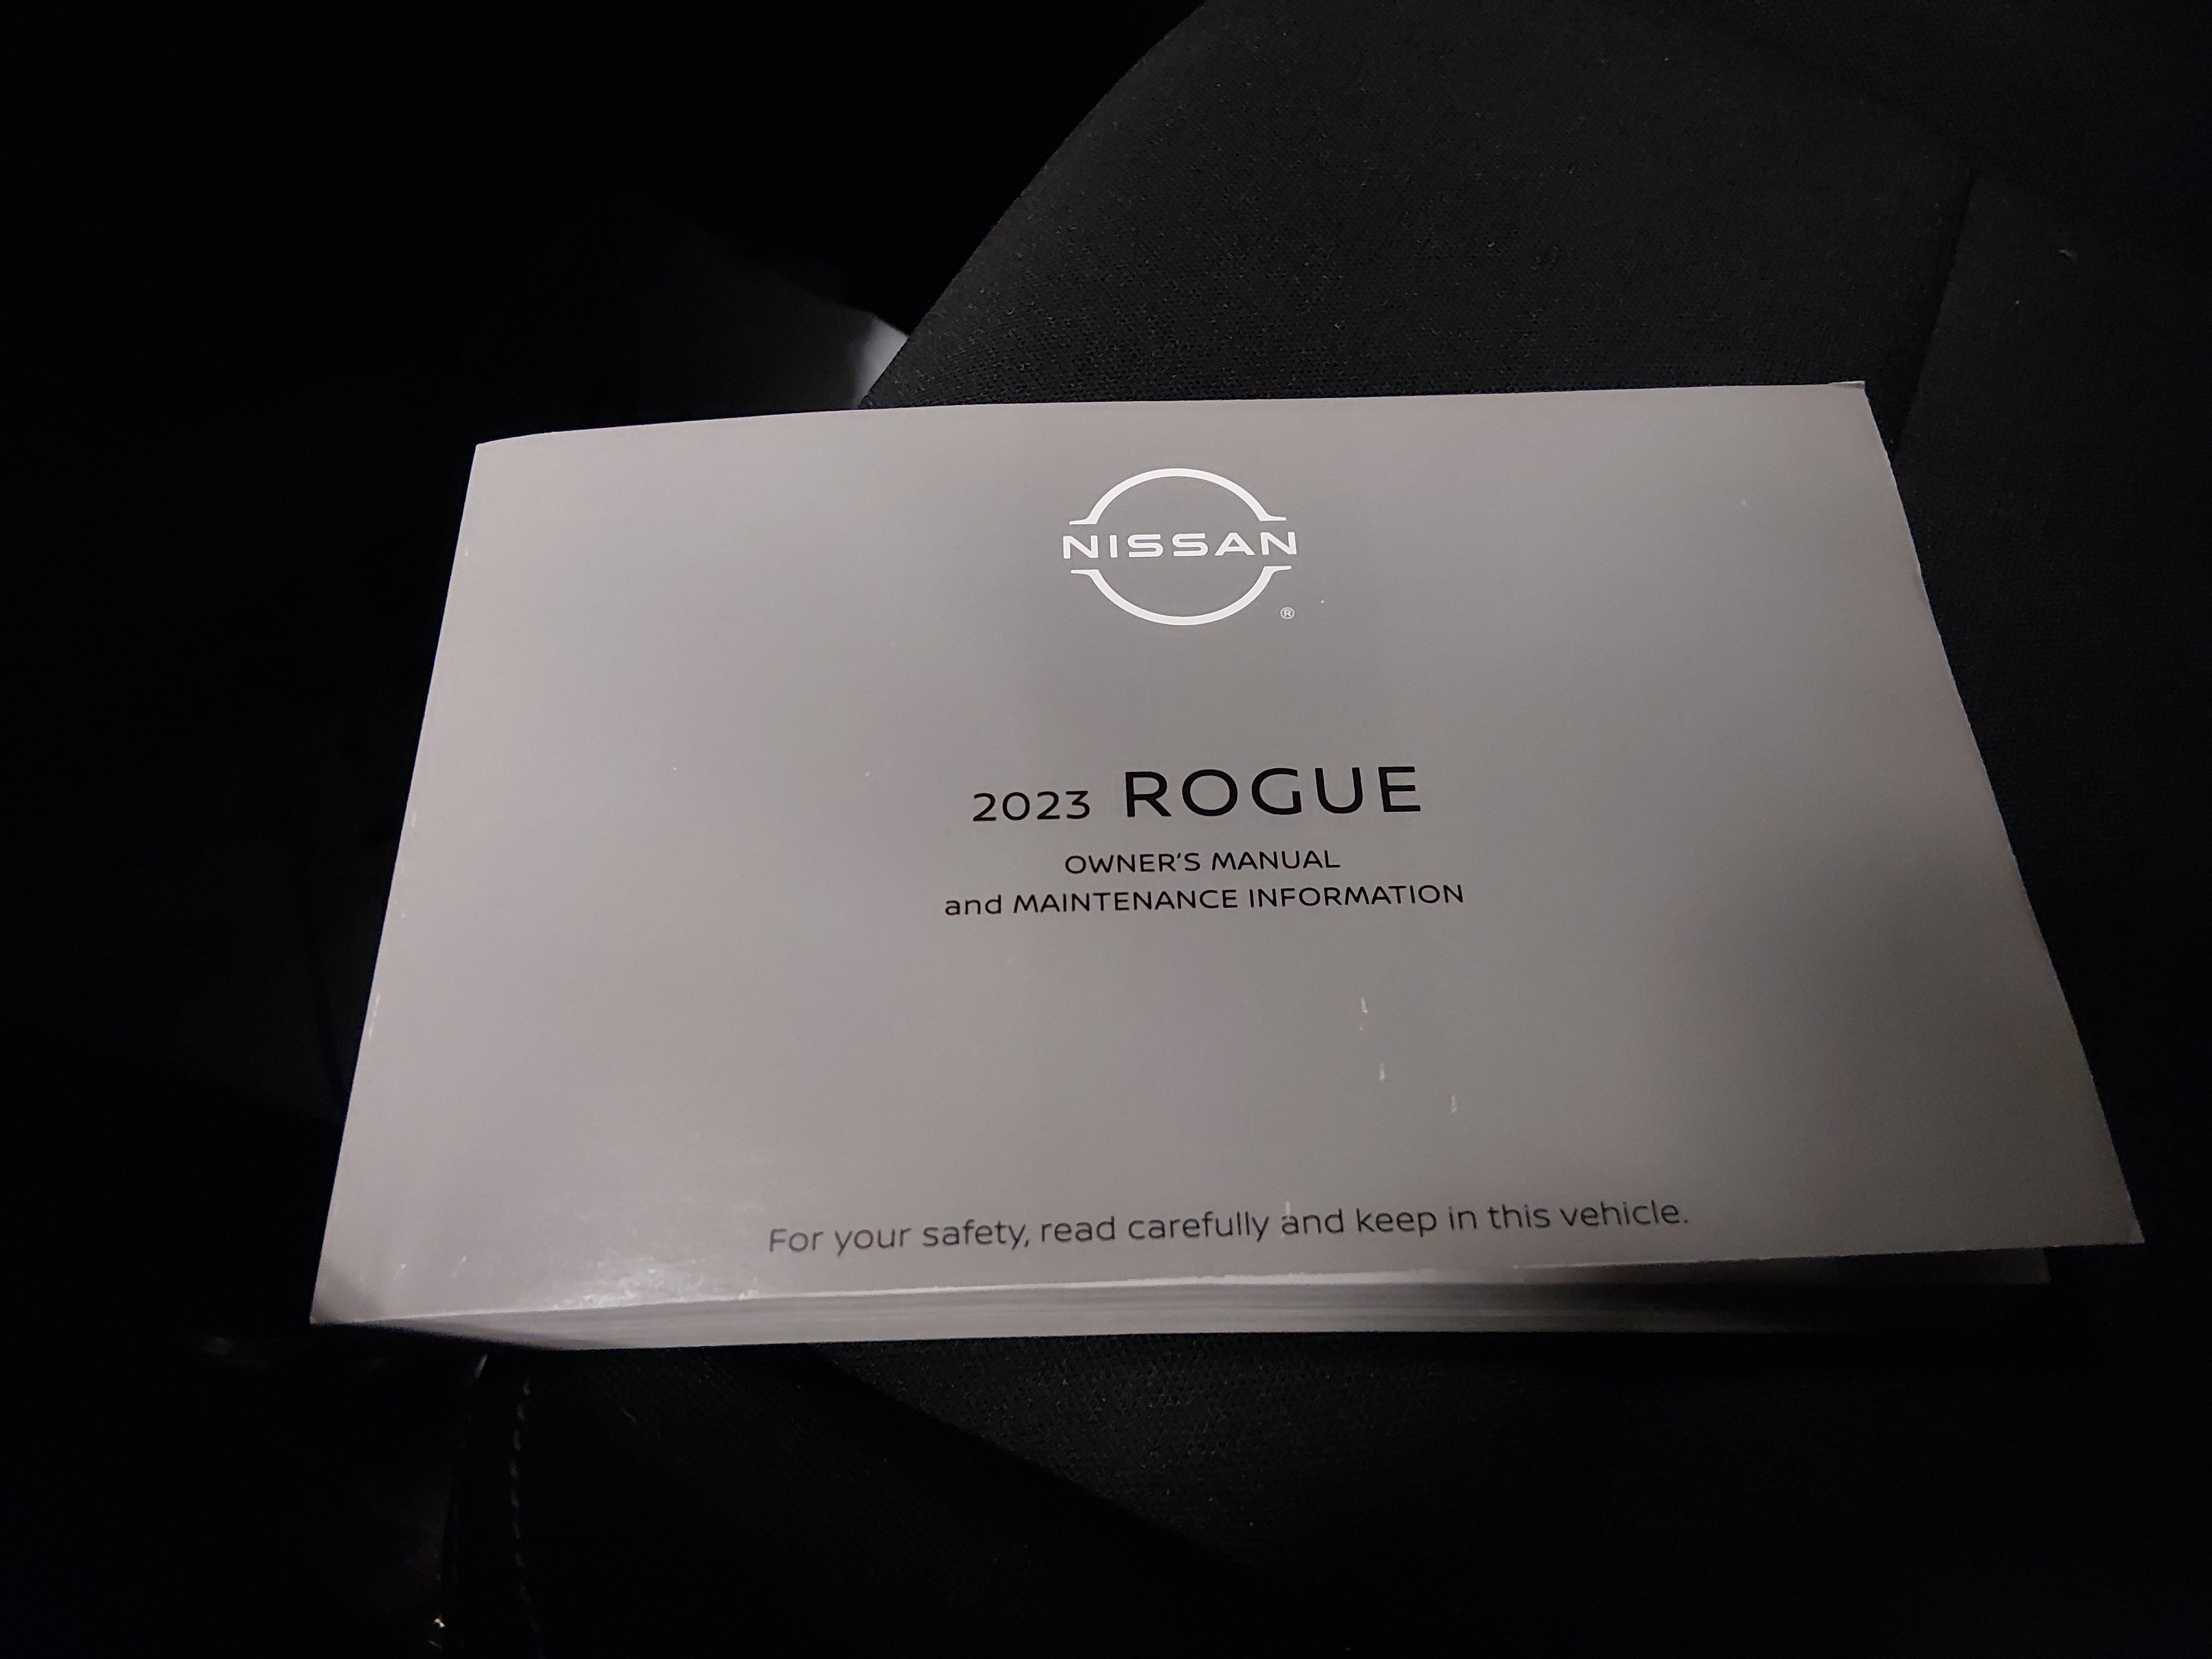 NISSAN
®
2023 ROGUE
OWNER'S MANUAL
and MAINTENANCE INFORMATION
For your safety, read carefully and keep in this vehicle.